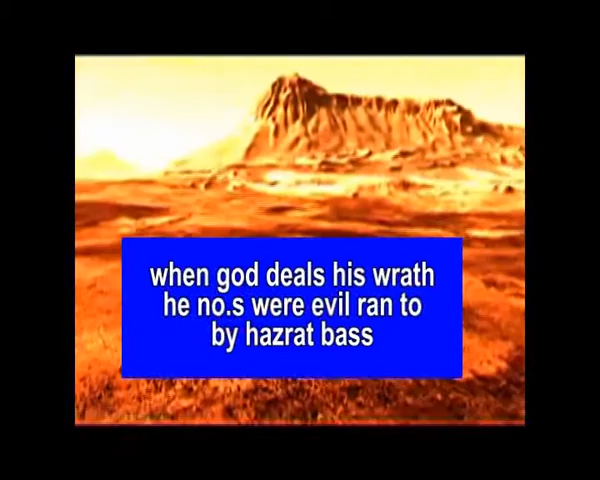 when god deals his wrath
he no.s were evil ran to
by hazrat bass